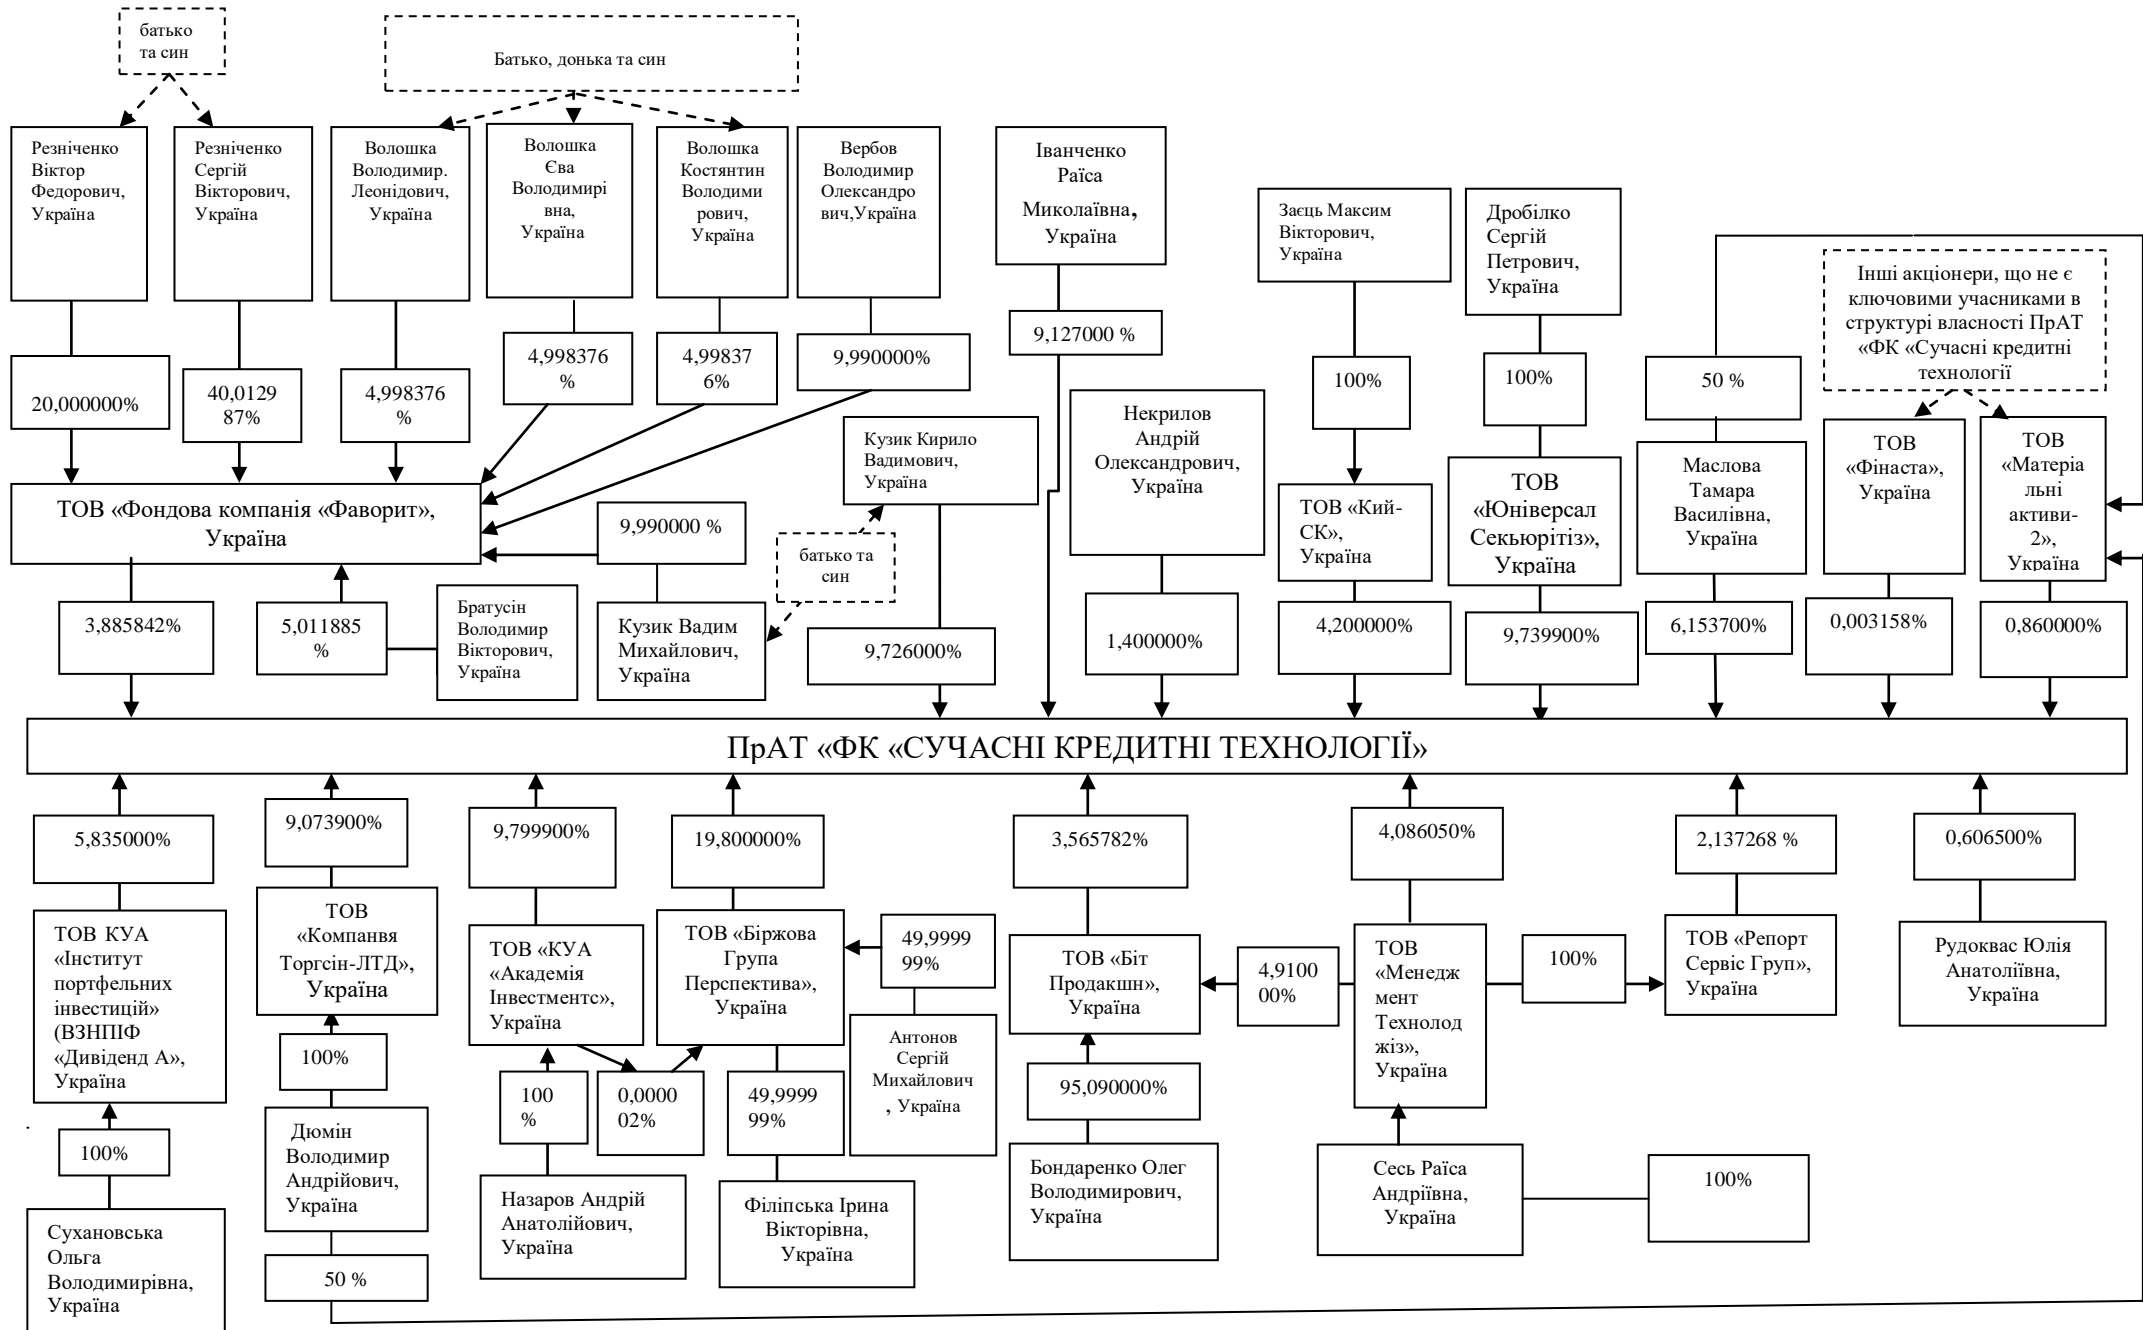 батько
та син
Батько, донька та син
Резніченко
Віктор
Федорович,
Україна
Резніченко
Сергій
Вікторович,
Україна
Волошка
Володимир.
Леонідович,
Україна
Волошка
Єва
Володимирі
вна,
Україна
Волошка
Костянтин
Володими
рович,
Україна
Вербов
Володимир
Олександро
вич,Україна
Іванченко
Раїса
Миколаївна,
Україна
Заєць Максим
Вікторович,
Україна
Дробілко
Сергій
Петрович,
Україна
Інші акціонери, що не є
ключовими учасниками в
структурі власності ПрАТ
«ФК «Сучасні кредитні
технології
20,000000%
40,0129
87%
4,998376
%
4,998376
%
4,99837
6%
9,990000%
9,127000 %
100%
100%
50 %
ТОВ «Фондова компанія «Фаворит»,
Україна
9,990000 %
Кузик Кирило
Вадимович,
Україна
Некрилов
Андрій
Олександрович,
Україна
ТОВ «Кий-
СК»,
Україна
ТОВ
«Юніверсал
Секьюрітіз»,
Україна
Маслова
Тамара
Василівна,
Україна
ТОВ
«Фінаста»,
Україна
ТОВ
«Матеріа
льні
активи-
2»,
Україна
батько та
син
3,885842%
5,011885
%
Братусін
Володимир
Вікторович,
Україна
Кузик Вадим
Михайлович,
Україна
9,726000%
1,400000%
4,200000%
9,739900%
6,153700%
0,003158%
0,860000%
ПрАТ «ФК «СУЧАСНІ КРЕДИТНІ ТЕХНОЛОГІЇ»
5,835000%
9,073900%
9,799900%
19,800000%
3,565782%
4,086050%
2,137268 %
0,606500%
ТОВ КУА
«Інститут
портфельних
інвестицій»
(ВЗНПІФ
«Дивіденд А»,
Україна
ТОВ
«Компанвя
Торгсін-ЛТД»,
Україна
ТОВ «КУА
«Академія
Інвестментс»,
Україна
ТОВ «Біржова
Група
Перспектива»,
Україна
49,9999
99%
ТОВ «Біт
Продакшн»,
Україна
4,9100
00%
ТОВ
«Менедж
мент
Технолод
жіз»,
Україна
100%
ТОВ «Репорт
Сервіс Груп»,
Україна
Рудоквас Юлія
Анатоліївна,
Україна
100%
100
%
0,00000
02%
49,9999
99%
Антонов
Сергій
Михайлович
, Україна
95,090000%
.
100%
Дюмін
Володимир
Андрійович,
Україна
Назаров Андрій
Анатолійович,
Україна
Філіпська Ірина
Вікторівна,
Україна
Бондаренко Олег
Володимирович,
Україна
Сесь Раїса
Андріївна,
Україна
100%
Сухановська
Ольга
Володимирівна,
Україна
50 %